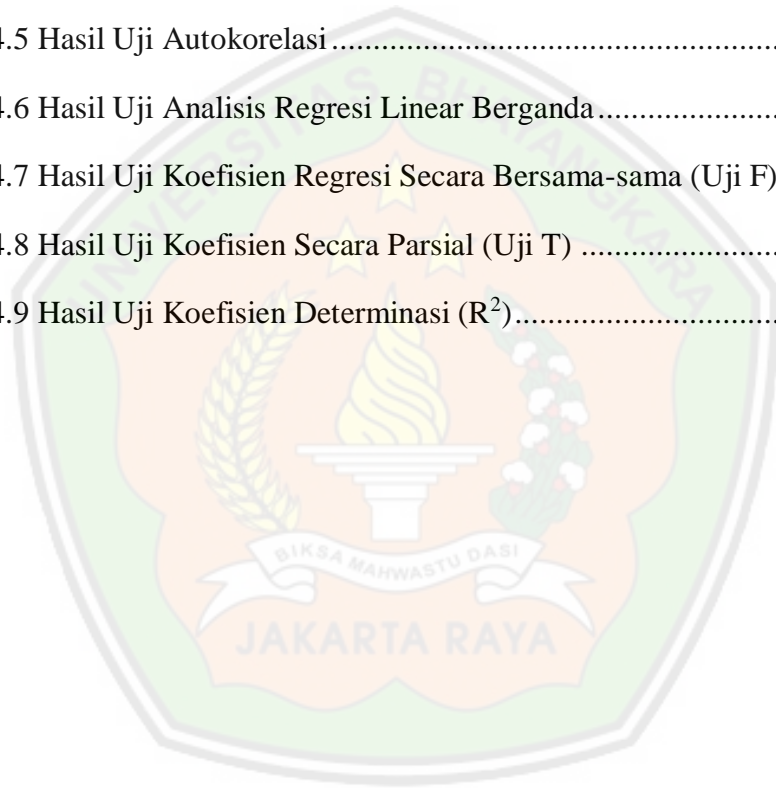 4.5 Hasil Uji Autokorelasi................................................................
4.6 Hasil Uji Analisis Regresi Linear Berganda.......................
4.7 Hasil Uji Koefisien Regresi Secara Bersama-sama (Uji F)
4.8 Hasil Uji Koefisien Secara Parsial (Uji T) .........................
4.9 Hasil Uji Koefisien Determinasi (R²)..................................
UNIVERSITAS BHAYANGKARA
BIKSA MAHWASTU DASI
JAKARTA RAYA